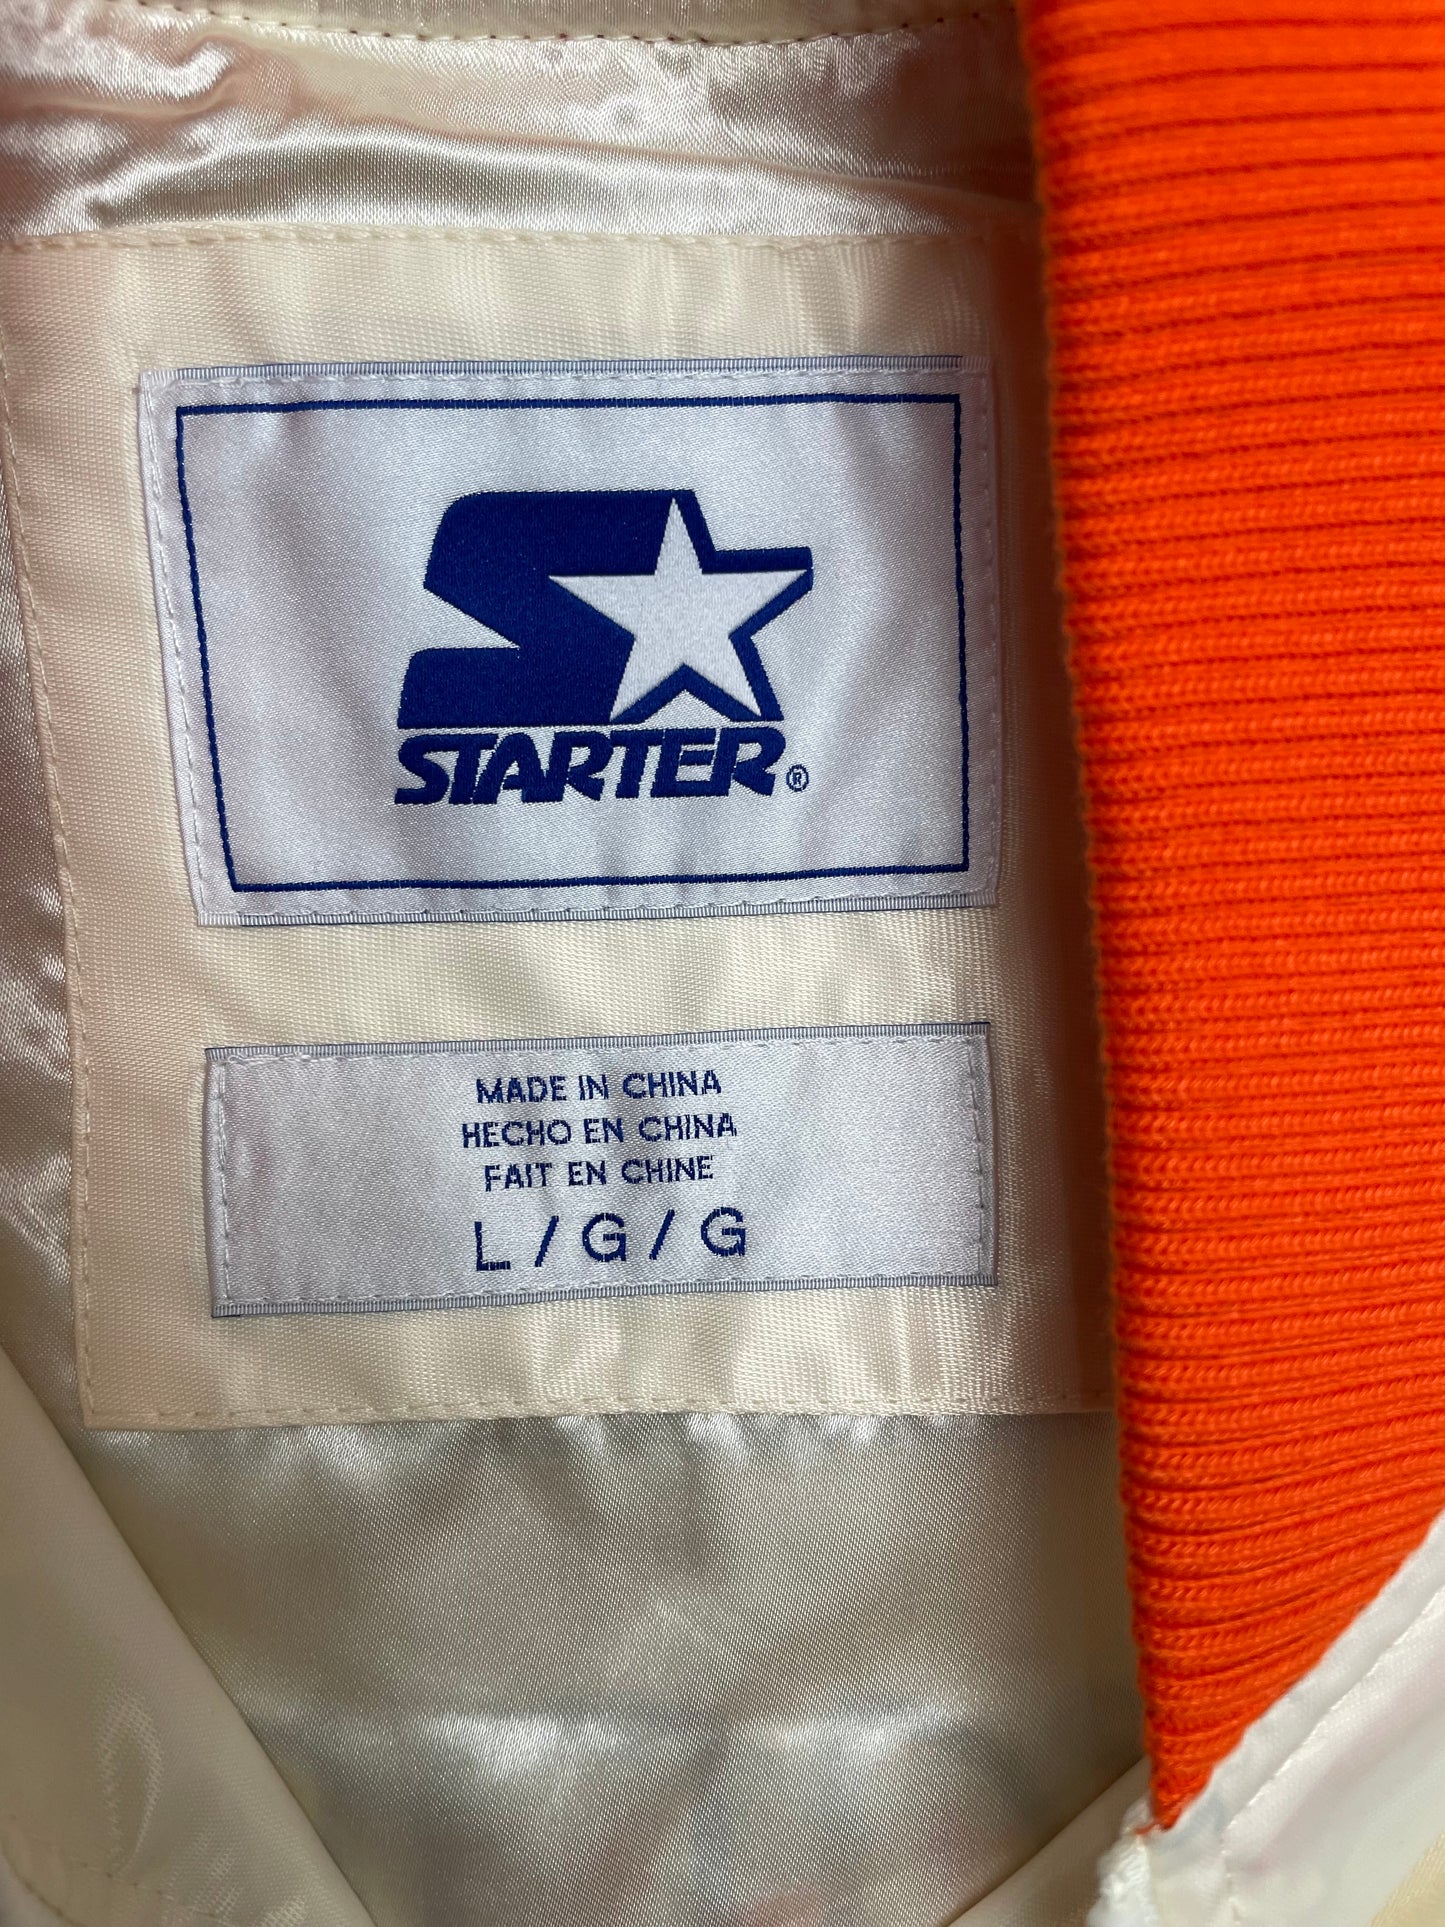 STARTER®
MADE IN CHINA
HECHO EN CHINA
FAIT EN CHINE
L / G / G